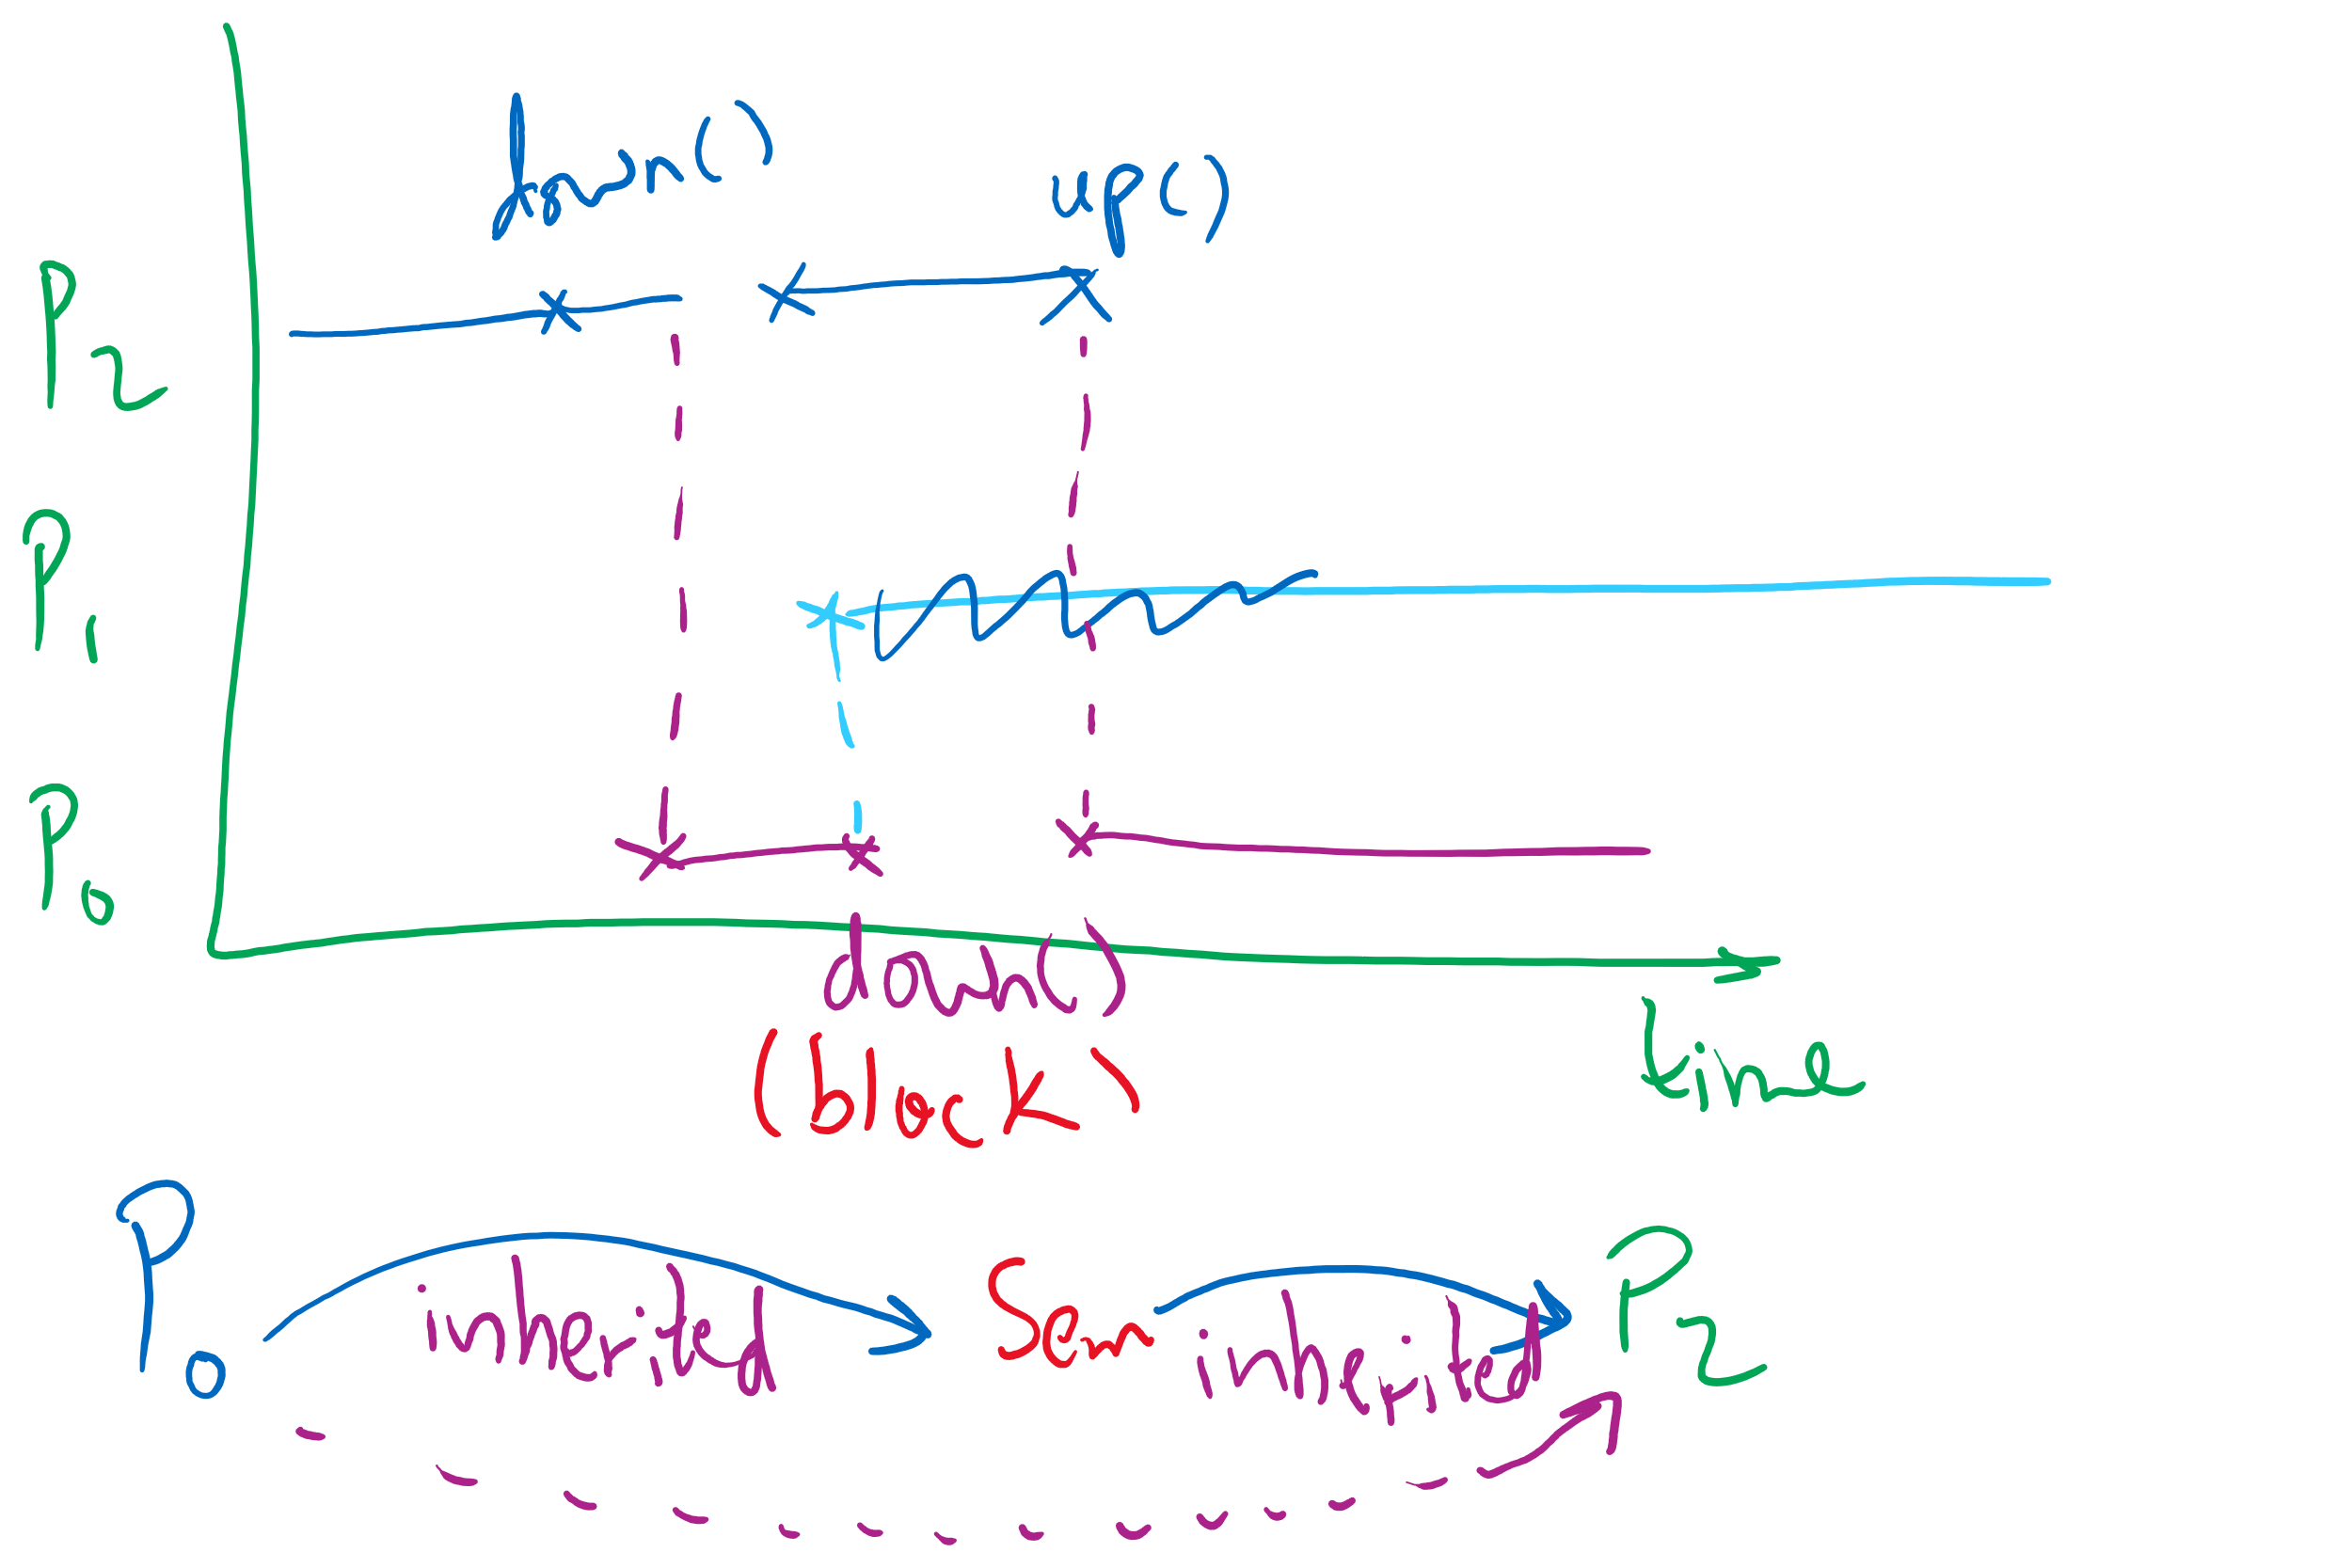 down()
up()
P2
P1
P0
down()
(block)
time
P0 inherited Sem inherited P2